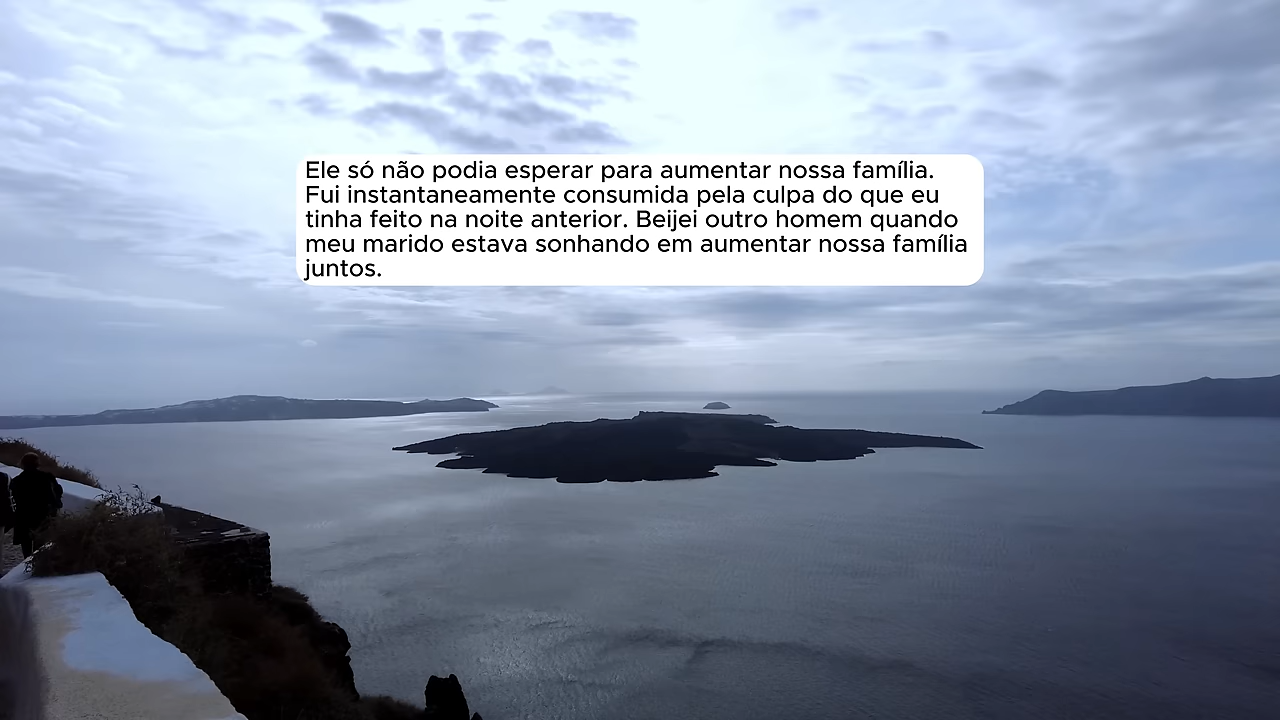 Ele só não podia esperar para aumentar nossa família.
Fui instantaneamente consumida pela culpa do que eu
tinha feito na noite anterior. Beijei outro homem quando
meu marido estava sonhando em aumentar nossa família
juntos.